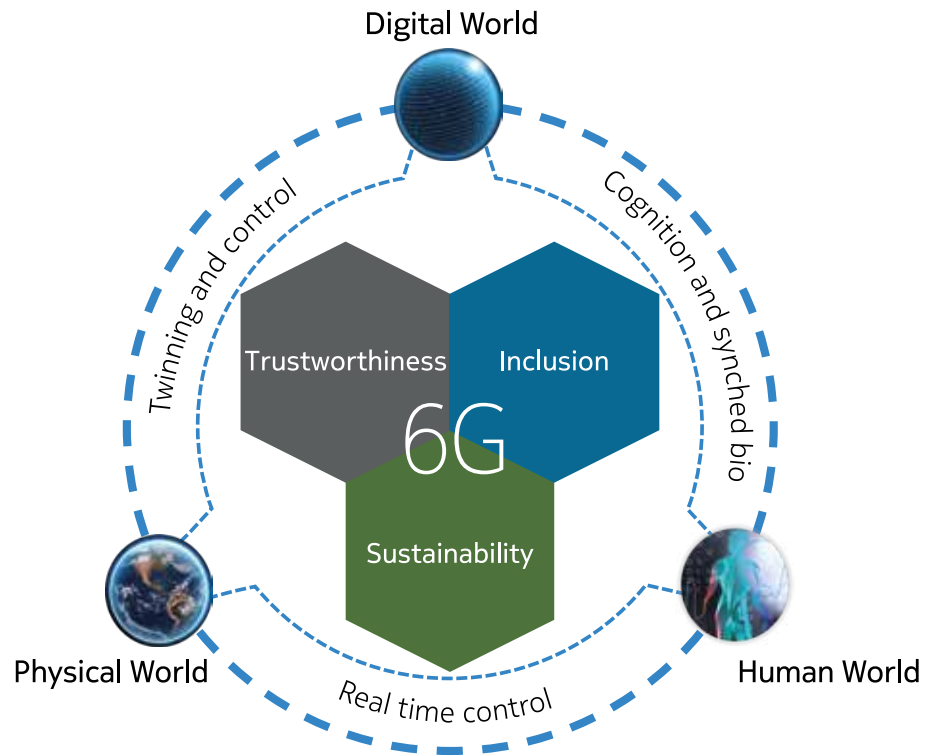 Digital World
Twinning and control
Cognition and synched bio
Trustworthiness
Inclusion
6G
Sustainability
Physical World
Human World
Real time control